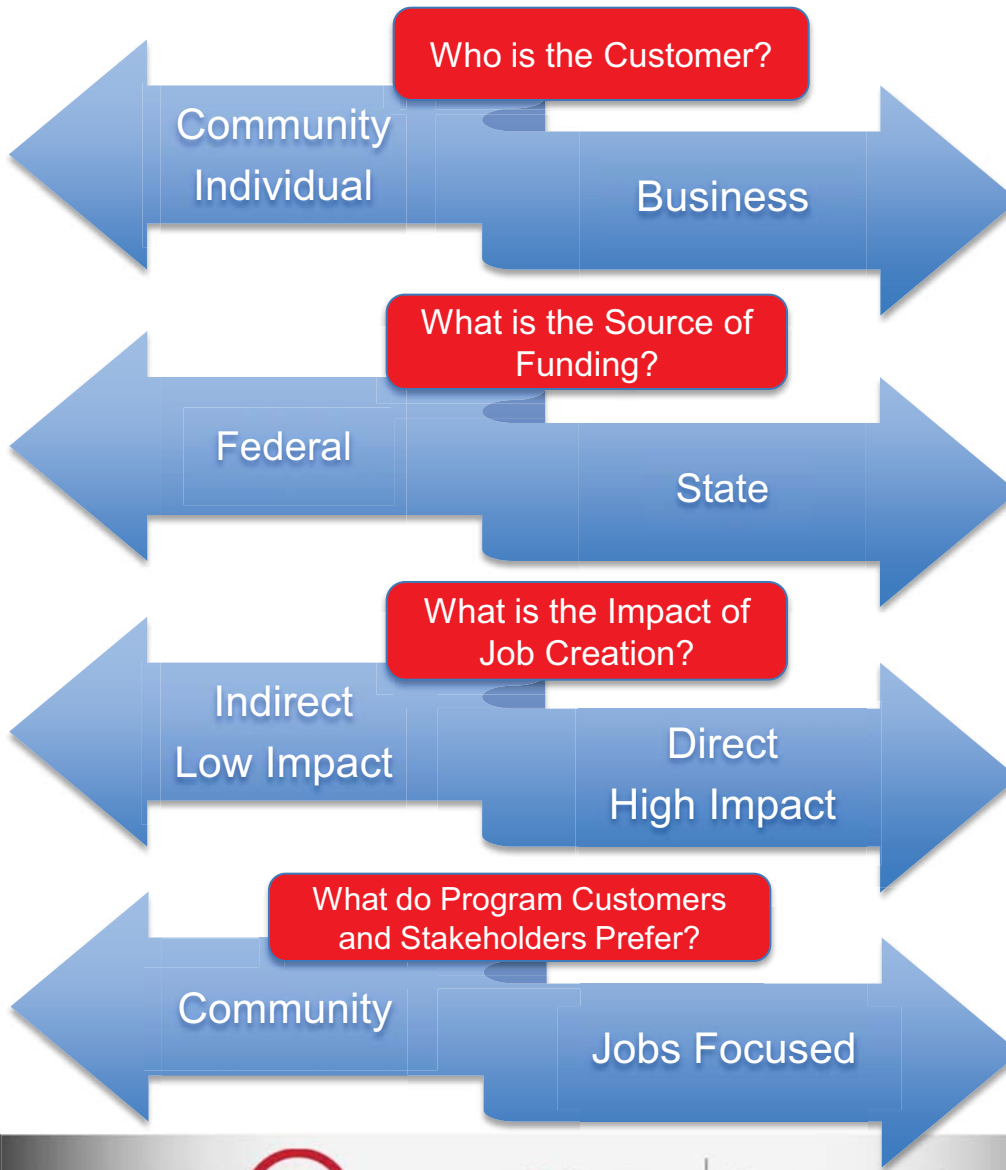 Who is the Customer?
Community
Individual
Business
What is the Source of
Funding?
Federal
State
What is the Impact of
Job Creation?
Indirect
Low Impact
Direct
High Impact
What do Program Customers
and Stakeholders Prefer?
Community
Jobs Focused